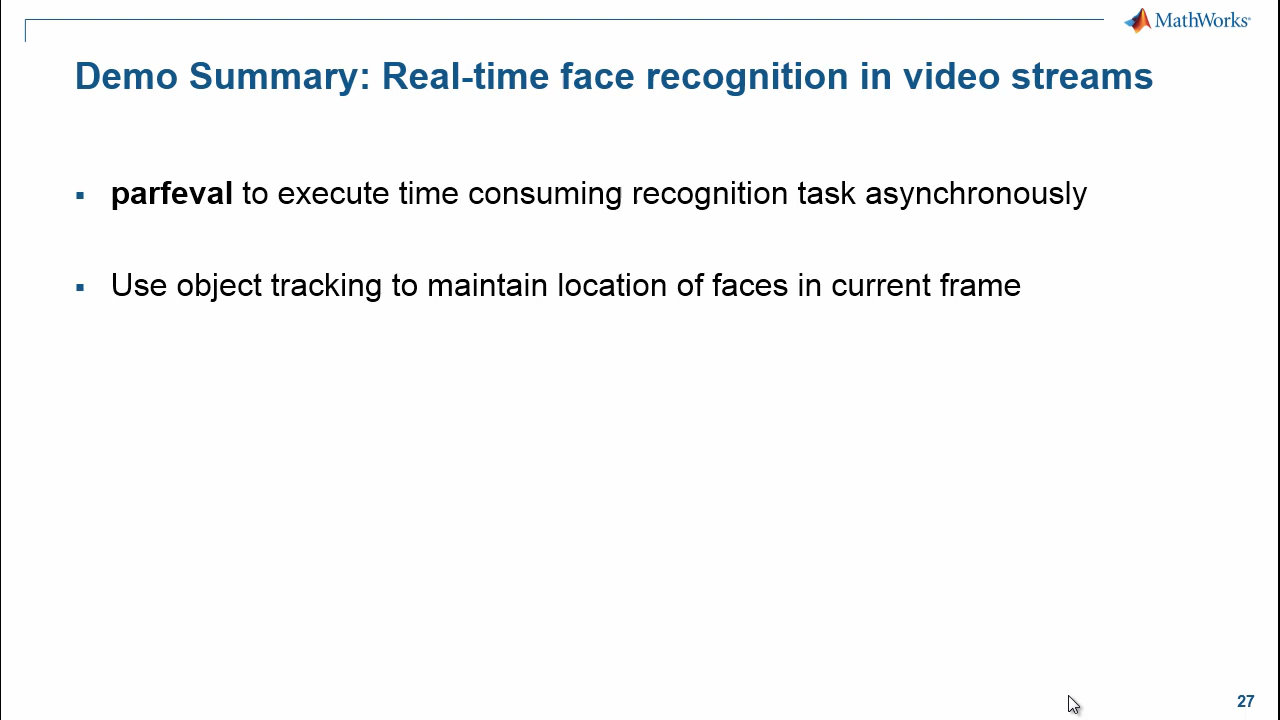 MathWorks®
Demo Summary: Real-time face recognition in video streams
▪ parfeval to execute time consuming recognition task asynchronously
▪ Use object tracking to maintain location of faces in current frame
27